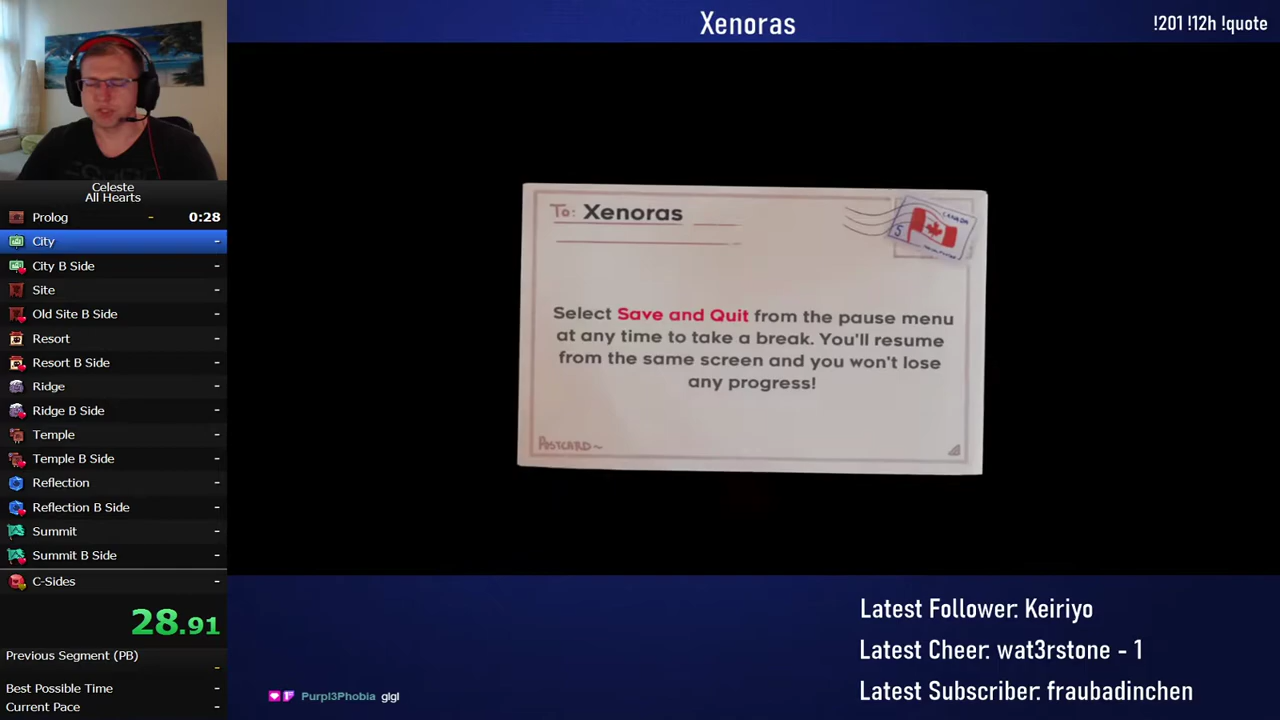 Xenoras
!201 !12h !quote
Celeste
All Hearts
Prolog - 0:28
City -
City B Side -
Site -
Old Site B Side -
Resort -
Resort B Side -
Ridge -
Ridge B Side -
Temple -
Temple B Side -
Reflection -
Reflection B Side -
Summit -
Summit B Side -
C-Sides -
28.91
Previous Segment (PB)
-
Best Possible Time -
Current Pace -
To: Xenoras
CANADA
5
Select Save and Quit from the pause menu
at any time to take a break. You'll resume
from the same screen and you won't lose
any progress!
POSTCARD~
Purpl3Phobia glgl
Latest Follower: Keiriyo
Latest Cheer: wat3rstone - 1
Latest Subscriber: fraubadinchen